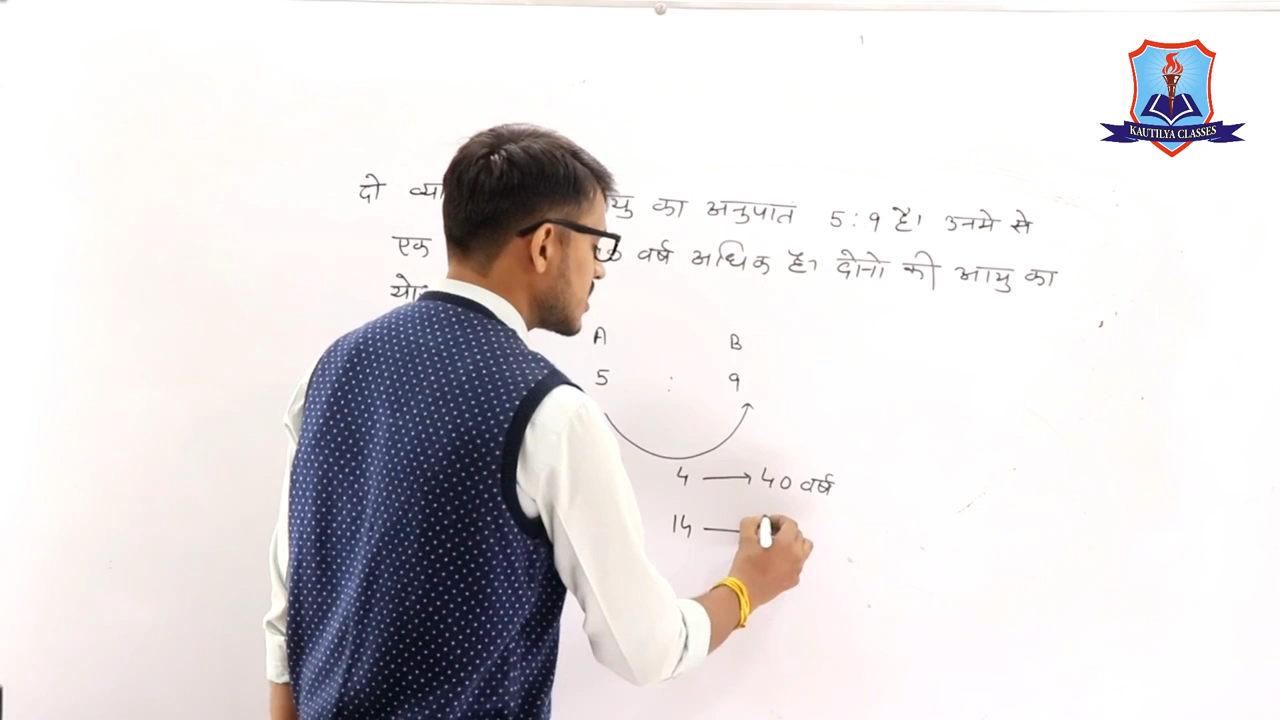 KAUTILYA CLASSES
दो का अनुपात 5 : 9 है। उनमे से
एक वर्ष अधिक है। दोनो की आयु का
A B
5 : 9
4 → 40 वर्ष
14